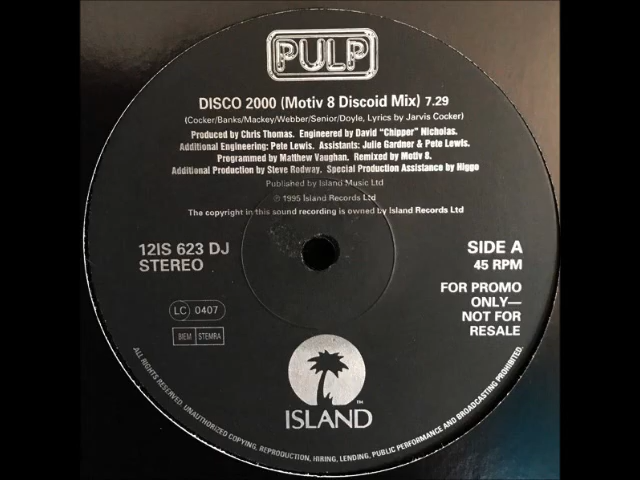 PULP
DISCO 2000 (Motiv 8 Discoid Mix) 7.29
(Cocker/Banks/Mackey/Webber/Senior/Doyle, Lyrics by Jarvis Cocker)
Produced by Chris Thomas. Engineered by David "Chipper" Nicholas.
Additional Engineering: Pete Lewis. Assistants: Julie Gardner & Pete Lewis.
Programmed by Matthew Vaughan. Remixed by Motiv 8.
Additional Production by Steve Rodway. Special Production Assistance by Higgo
Published by Island Music Ltd
℗ 1995 Island Records Ltd
The copyright in this sound recording is owned by Island Records Ltd
12IS 623 DJ
STEREO
SIDE A
45 RPM
FOR PROMO
ONLY—
NOT FOR
RESALE
LC 0407
BIEM STEMRA
ISLAND
TM
ALL RIGHTS RESERVED. UNAUTHORIZED COPYING, REPRODUCTION, HIRING, LENDING, PUBLIC PERFORMANCE AND BROADCASTING PROHIBITED.